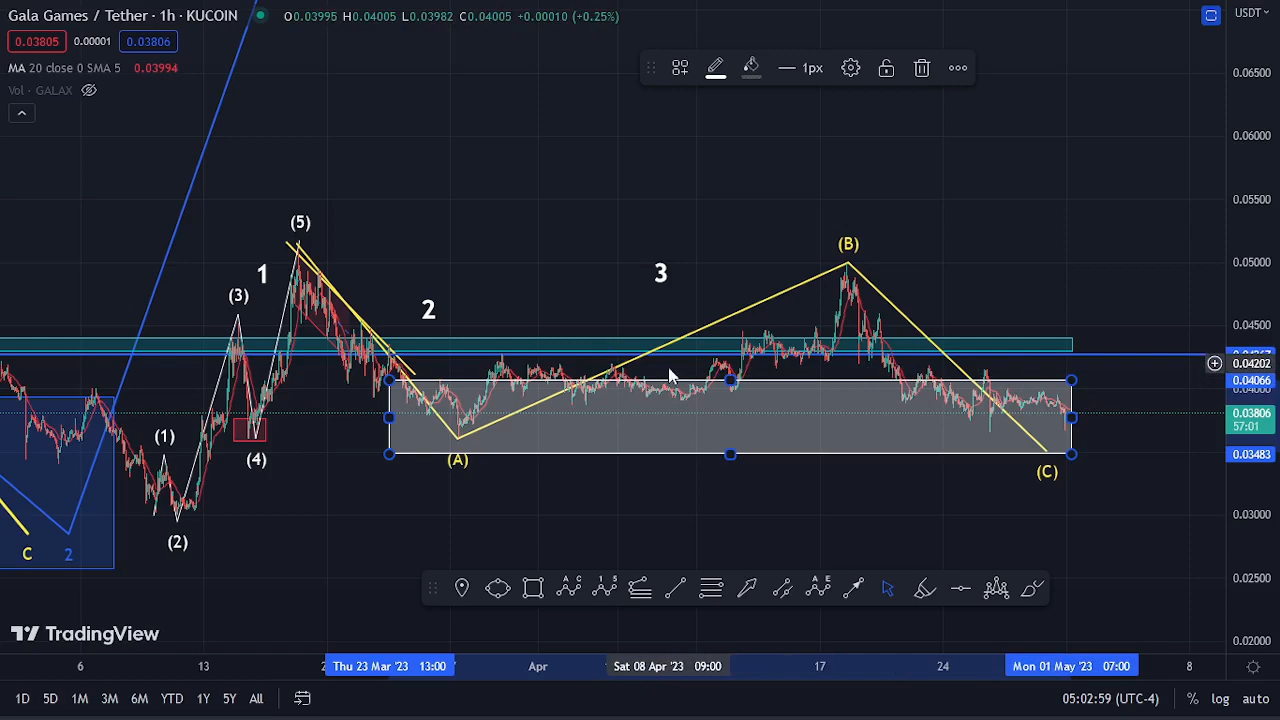 Gala Games / Tether · 1h · KUCOIN
O0.03995 H0.04005 L0.03982 C0.04005 +0.00010 (+0.25%)
USDT
0.03805 0.00001 0.03806
MA 20 close 0 SMA 5 0.03994
Vol · GALAX
1px
0.06500
0.06000
0.05500
0.05000
0.04500
0.04202
0.04066
0.03806
57:01
0.03483
0.03000
0.02500
0.02000
(5)
1
(3)
2
3
(B)
(1)
(4)
(A)
(C)
(2)
C
2
A C
1 5
A E
TradingView
6
13
Thu 23 Mar '23 13:00
Apr
Sat 08 Apr '23 09:00
17
24
Mon 01 May '23 07:00
8
1D 5D 1M 3M 6M YTD 1Y 5Y All
05:02:59 (UTC-4) % log auto